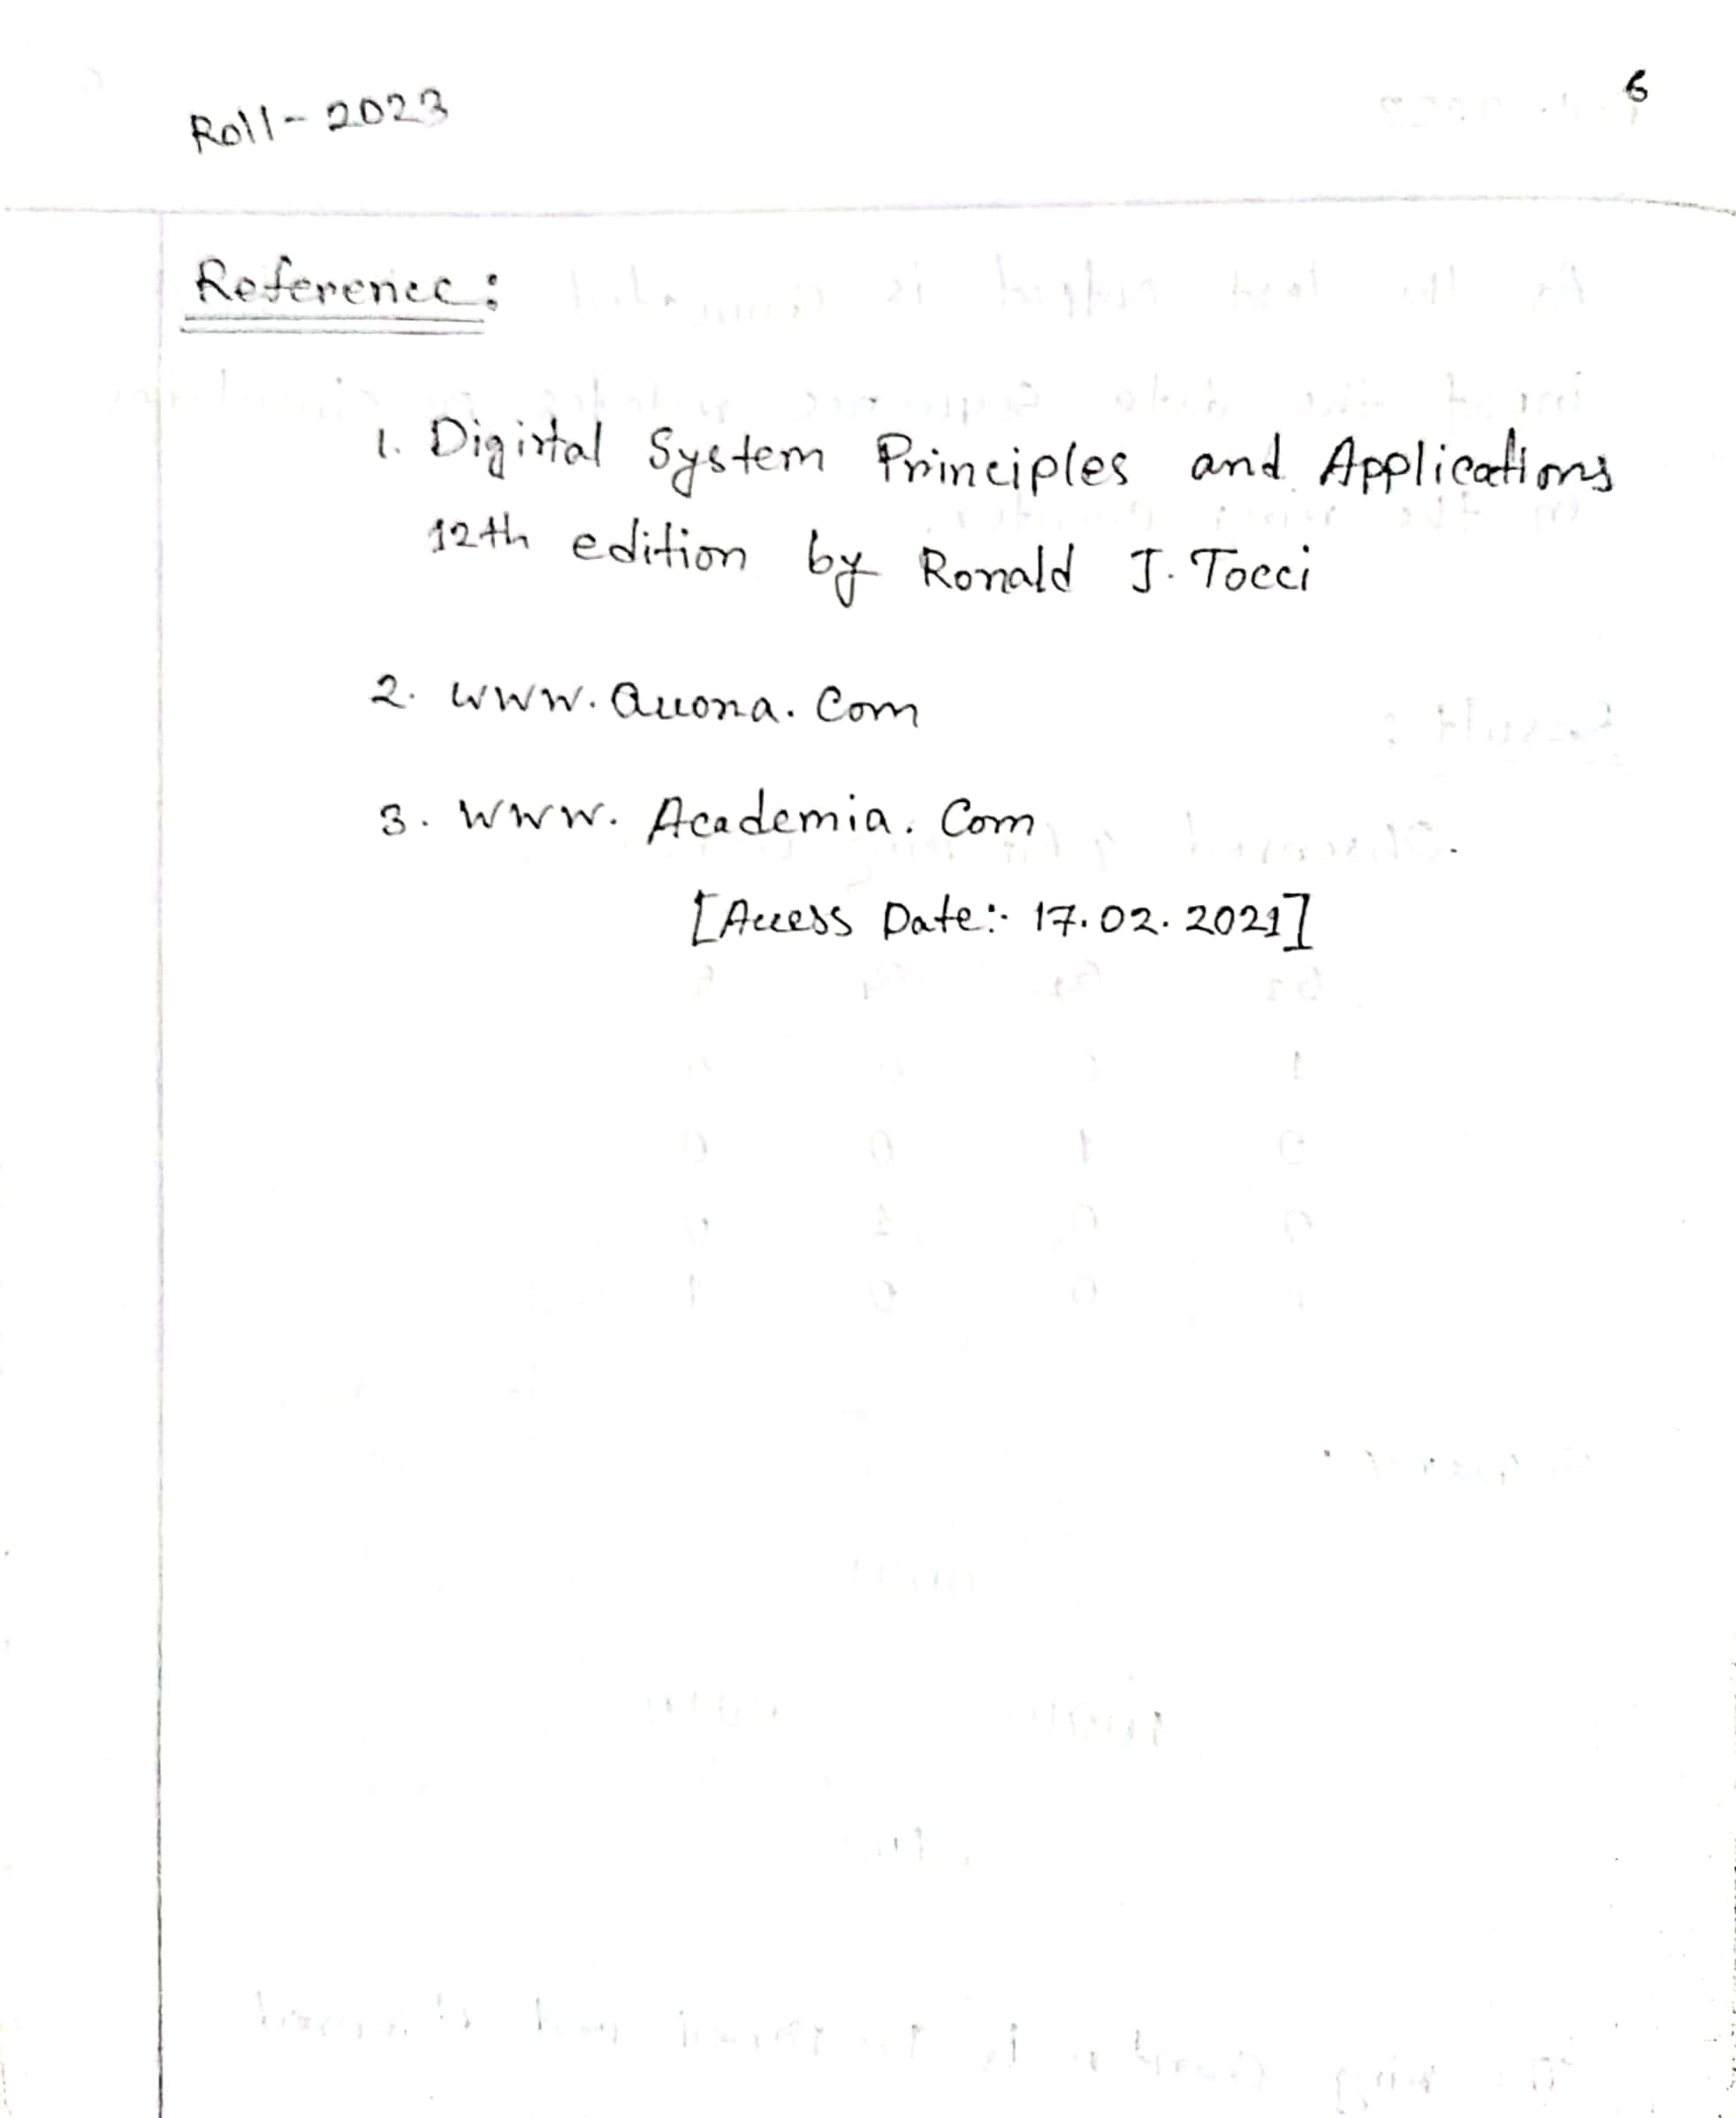 Roll-2023
6
Reference:
1. Digital System Principles and Applications
12th edition by Ronald J. Tocci
2. www.auona.com
3. www.Academia.Com
[Access Date:- 17.02.2021]